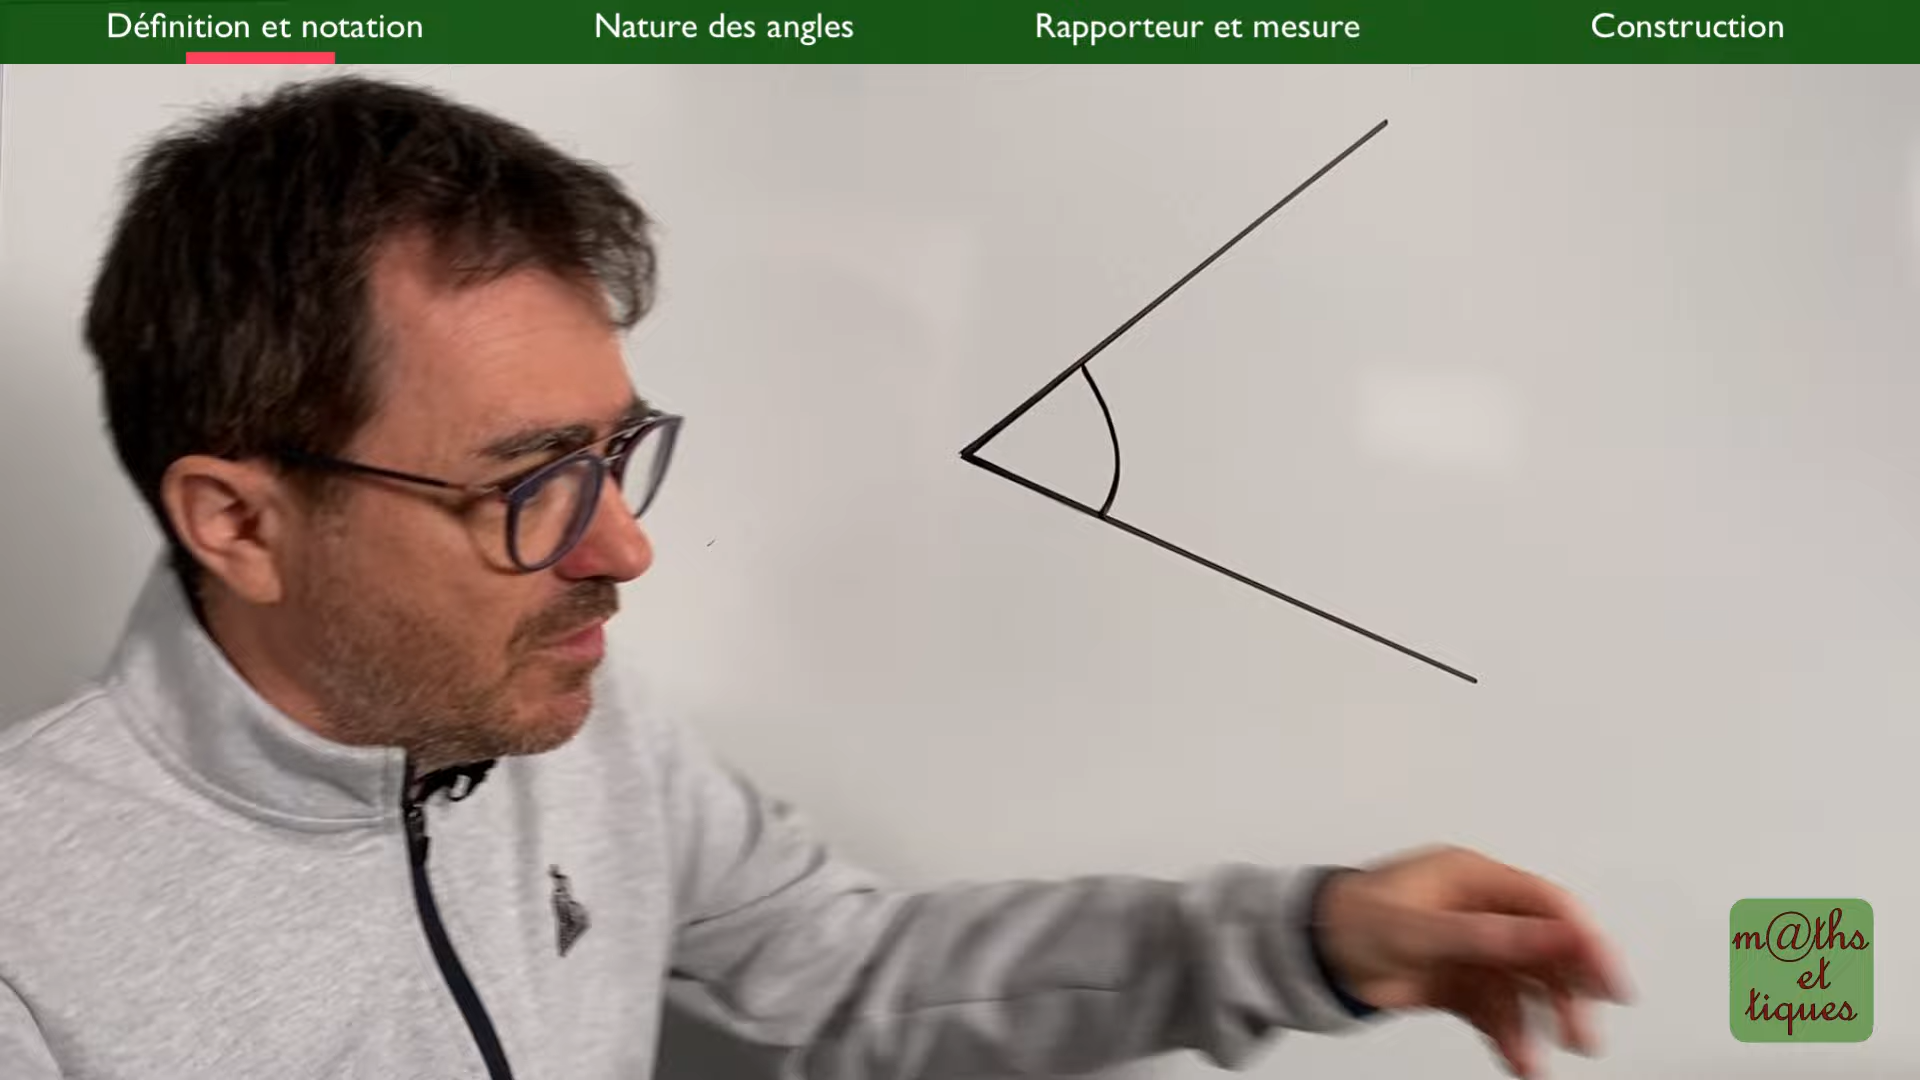 Définition et notation
Nature des angles
Rapporteur et mesure
Construction
m@ths
et
tiques